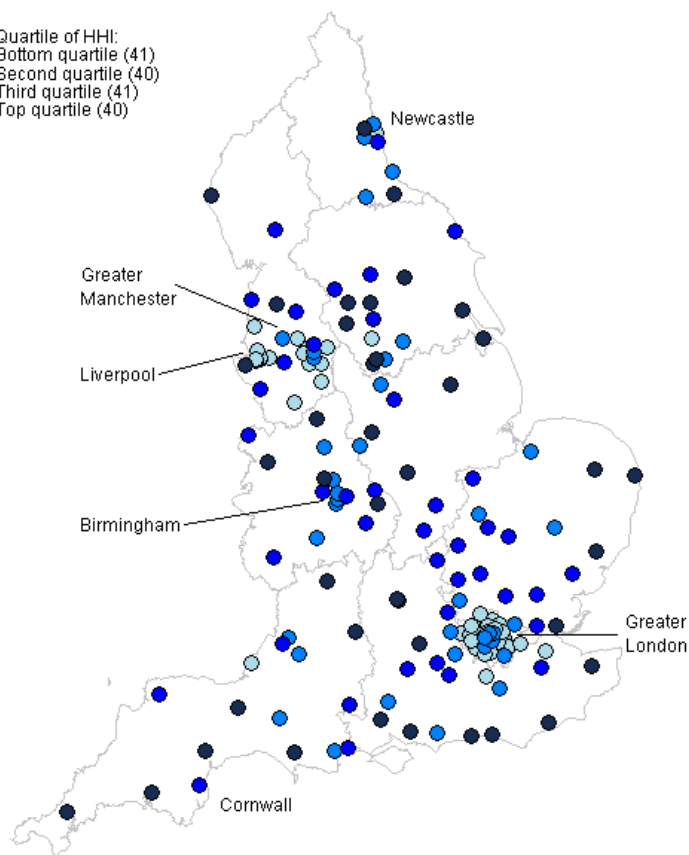 Quartile of HHI:
Bottom quartile (41)
Second quartile (40)
Third quartile (41)
Top quartile (40)
Newcastle
Greater
Manchester
Liverpool
Birmingham
Greater
London
Cornwall